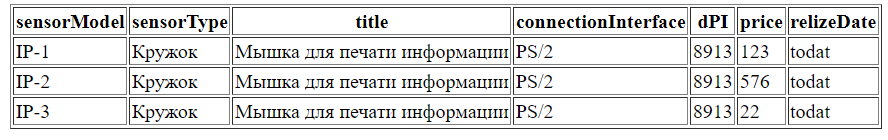 sensorModel sensorType title connectionInterface dPI price relizeDate
IP-1 Кружок Мышка для печати информации PS/2 8913 123 todat
IP-2 Кружок Мышка для печати информации PS/2 8913 576 todat
IP-3 Кружок Мышка для печати информации PS/2 8913 22 todat